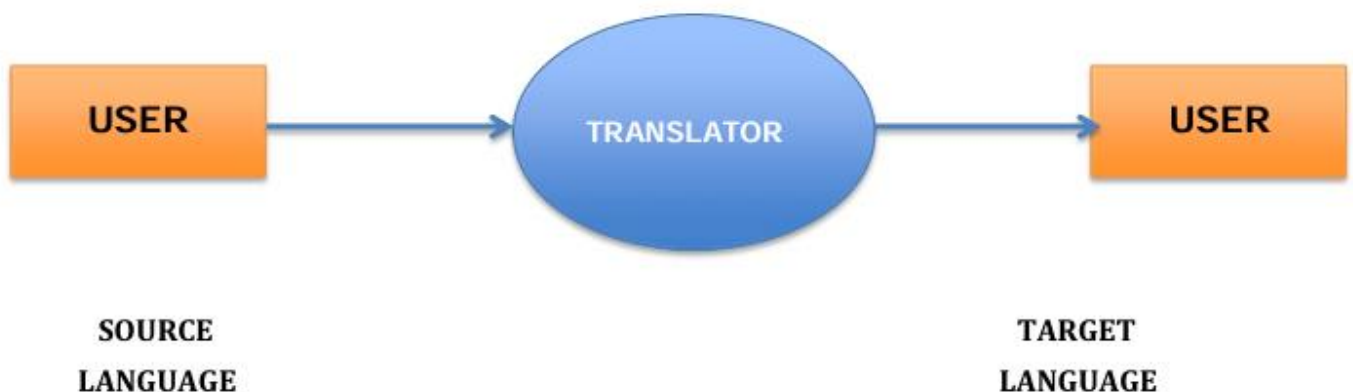 USER
TRANSLATOR
USER
SOURCE
LANGUAGE
TARGET
LANGUAGE